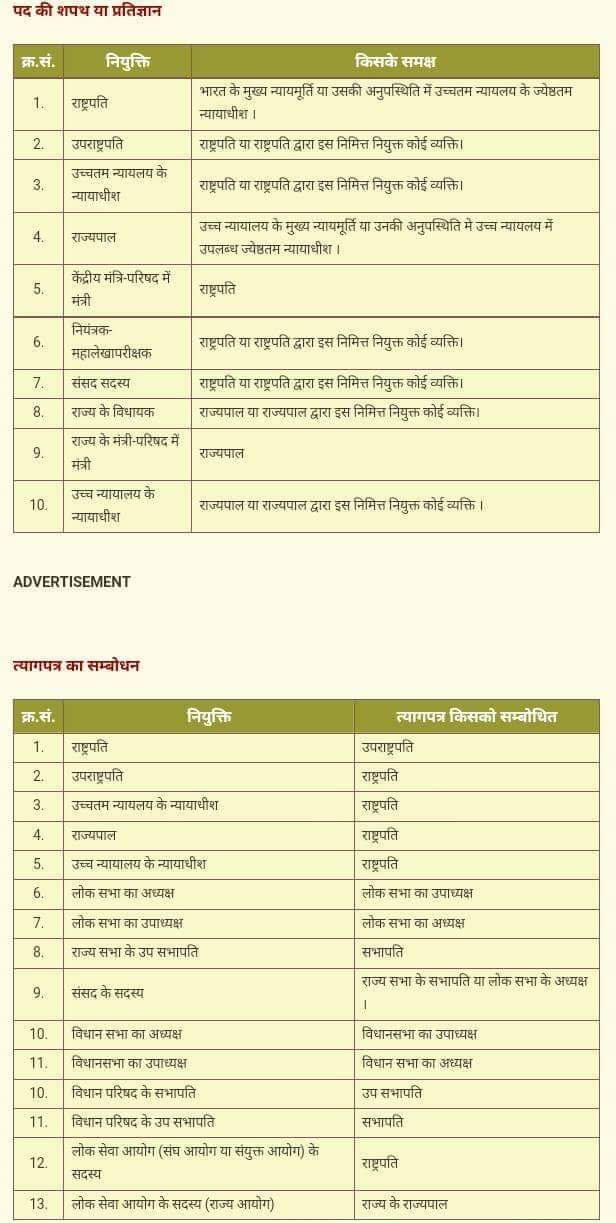 पद की शपथ या प्रतिज्ञान
क्र.सं. नियुक्ति किसके समक्ष
1. राष्ट्रपति भारत के मुख्य न्यायमूर्ति या उसकी अनुपस्थिति में उच्चतम न्यायलय के ज्येष्ठतम
न्यायाधीश ।
2. उपराष्ट्रपति राष्ट्रपति या राष्ट्रपति द्वारा इस निमित्त नियुक्त कोई व्यक्ति।
3. उच्चतम न्यायलय के
न्यायाधीश राष्ट्रपति या राष्ट्रपति द्वारा इस निमित्त नियुक्त कोई व्यक्ति।
4. राज्यपाल उच्च न्यायालय के मुख्य न्यायमूर्ति या उनकी अनुपस्थिति मे उच्च न्यायलय में
उपलब्ध ज्येष्ठतम न्यायाधीश ।
5. केंद्रीय मंत्रि-परिषद में
मंत्री राष्ट्रपति
6. नियंत्रक-
महालेखापरीक्षक राष्ट्रपति या राष्ट्रपति द्वारा इस निमित्त नियुक्त कोई व्यक्ति।
7. संसद सदस्य राष्ट्रपति या राष्ट्रपति द्वारा इस निमित्त नियुक्त कोई व्यक्ति।
8. राज्य के विधायक राज्यपाल या राज्यपाल द्वारा इस निमित्त नियुक्त कोई व्यक्ति।
9. राज्य के मंत्री-परिषद में
मंत्री राज्यपाल
10. उच्च न्यायालय के
न्यायाधीश राज्यपाल या राज्यपाल द्वारा इस निमित्त नियुक्त कोई व्यक्ति ।
ADVERTISEMENT
त्यागपत्र का सम्बोधन
क्र.सं. नियुक्ति त्यागपत्र किसको सम्बोधित
1. राष्ट्रपति उपराष्ट्रपति
2. उपराष्ट्रपति राष्ट्रपति
3. उच्चतम न्यायलय के न्यायाधीश राष्ट्रपति
4. राज्यपाल राष्ट्रपति
5. उच्च न्यायालय के न्यायाधीश राष्ट्रपति
6. लोक सभा का अध्यक्ष लोक सभा का उपाध्यक्ष
7. लोक सभा का उपाध्यक्ष लोक सभा का अध्यक्ष
8. राज्य सभा के उप सभापति सभापति
9. संसद के सदस्य राज्य सभा के सभापति या लोक सभा के अध्यक्ष
।
10. विधान सभा का अध्यक्ष विधानसभा का उपाध्यक्ष
11. विधानसभा का उपाध्यक्ष विधान सभा का अध्यक्ष
10. विधान परिषद के सभापति उप सभापति
11. विधान परिषद के उप सभापति सभापति
12. लोक सेवा आयोग (संघ आयोग या संयुक्त आयोग) के
सदस्य राष्ट्रपति
13. लोक सेवा आयोग के सदस्य (राज्य आयोग) राज्य के राज्यपाल